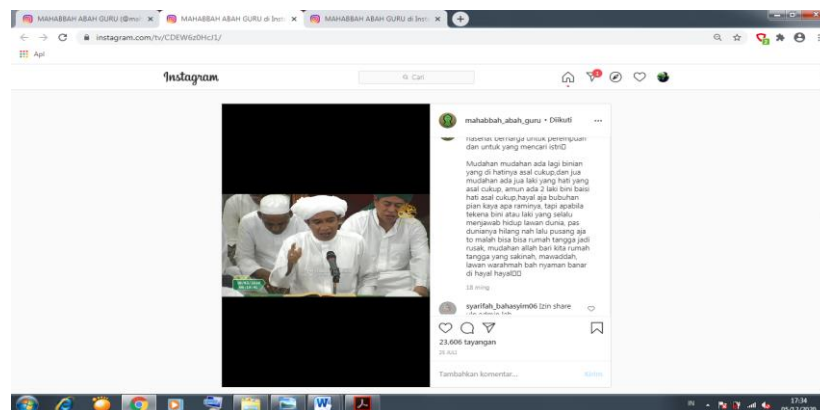 MAHABBAH ABAH GURU (@mah
MAHABBAH ABAH GURU di Inst
MAHABBAH ABAH GURU di Inst
instagram.com/tv/CDEW6z0HcJ1/
Apl
Instagram
Cari
mahabbah_abah_guru • Diikuti
nasehat berharga untuk perempuan
dan untuk yang mencari istri
Mudahan mudahan ada lagi binian
yang di hatinya asal cukup,dan jua
mudahan ada jua laki yang hati yang
asal cukup, amun ada 2 laki bini baisi
hati asal cukup,hayal aja bubuhan
pian kaya apa raminya, tapi apabila
tekena bini atau laki yang selalu
menjawab hidup lawan dunia, pas
dunianya hilang nah lalu pusang aja
to malah bisa bisa rumah tangga jadi
rusak, mudahan allah bari kita rumah
tangga yang sakinah, mawaddah,
lawan warahmah bah nyaman banar
di hayal hayal
18 ming
syarifah_bahasyim06 Izin share
23.606 tayangan
Tambahkan komentar...
IN
17:34
05/12/2020